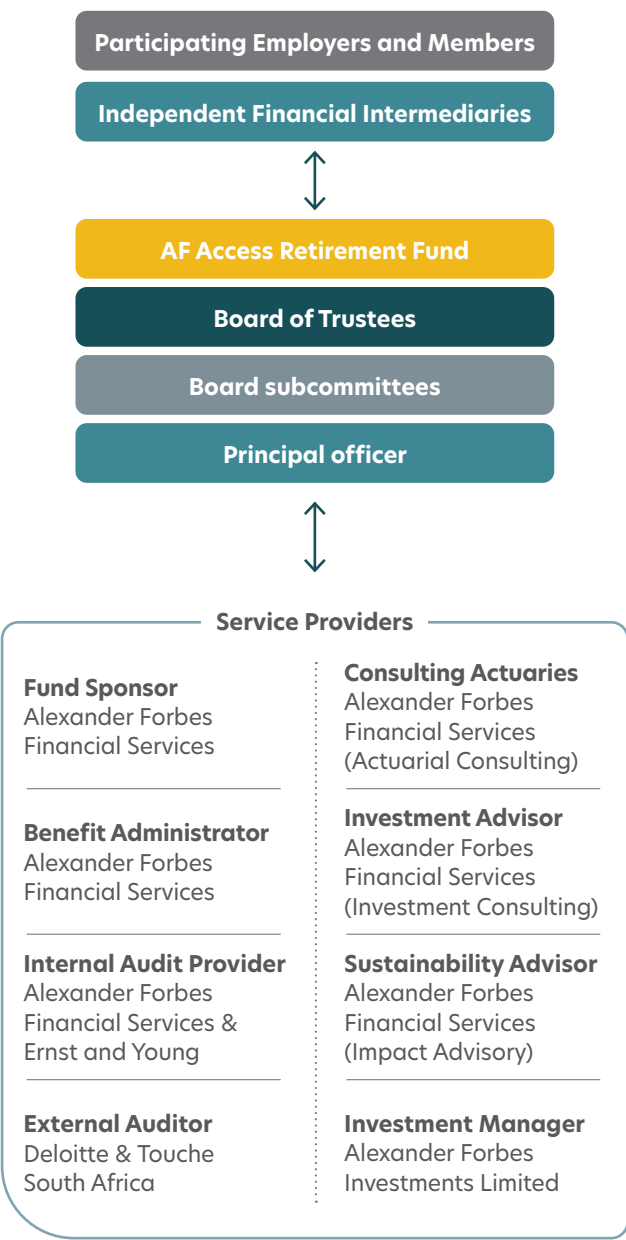 Participating Employers and Members
Independent Financial Intermediaries
AF Access Retirement Fund
Board of Trustees
Board subcommittees
Principal officer
Service Providers
Fund Sponsor
Alexander Forbes
Financial Services
Benefit Administrator
Alexander Forbes
Financial Services
Internal Audit Provider
Alexander Forbes
Financial Services &
Ernst and Young
External Auditor
Deloitte & Touche
South Africa
Consulting Actuaries
Alexander Forbes
Financial Services
(Actuarial Consulting)
Investment Advisor
Alexander Forbes
Financial Services
(Investment Consulting)
Sustainability Advisor
Alexander Forbes
Financial Services
(Impact Advisory)
Investment Manager
Alexander Forbes
Investments Limited